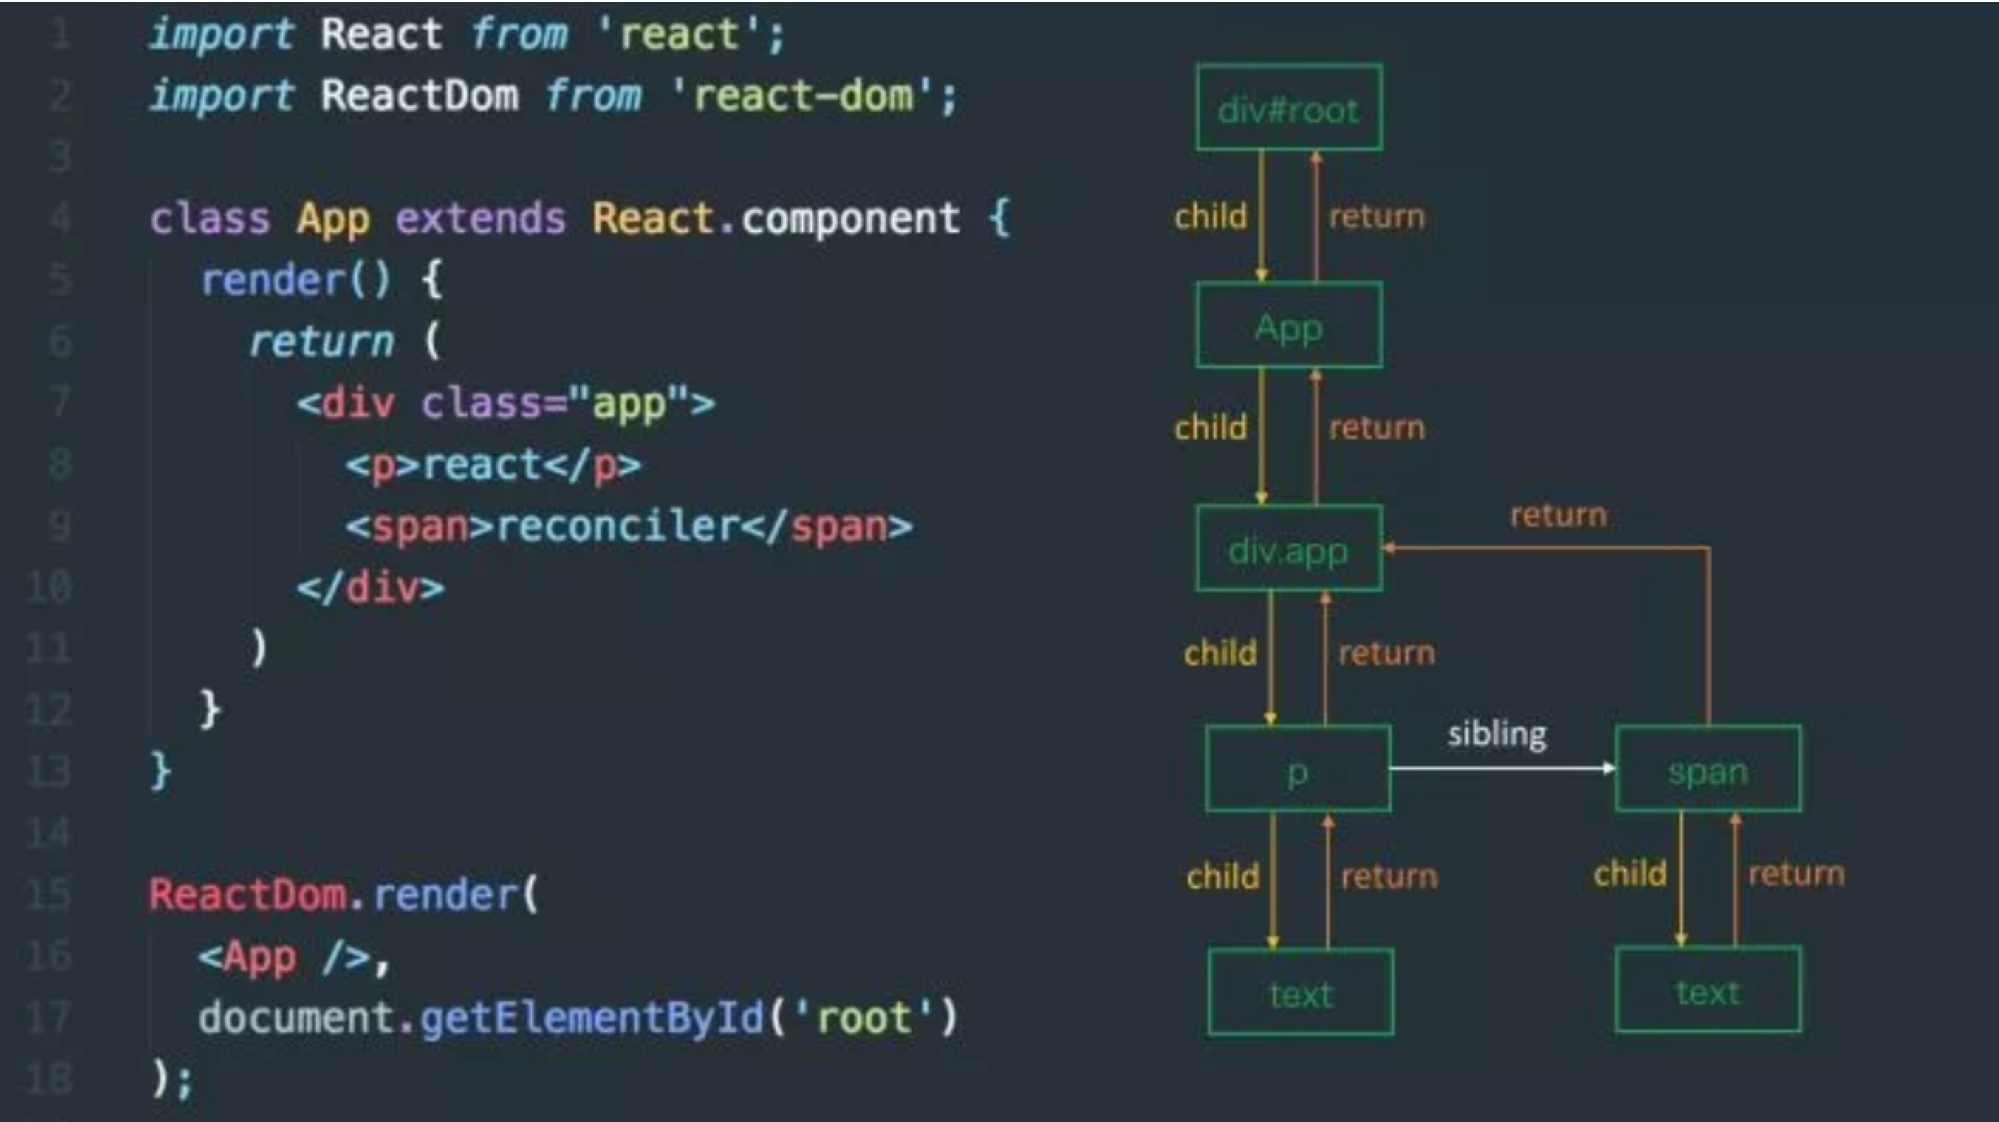 1 import React from 'react';
2 import ReactDom from 'react-dom';
3
4 class App extends React.component {
5 render() {
6 return (
7 <div class="app">
8 <p>react</p>
9 <span>reconciler</span>
10 </div>
11 )
12 }
13 }
14
15 ReactDom.render(
16 <App />,
17 document.getElementById('root')
18 );
div#root
child return
App
child return
div.app
return
child return
p
sibling
span
child return
child return
text
text